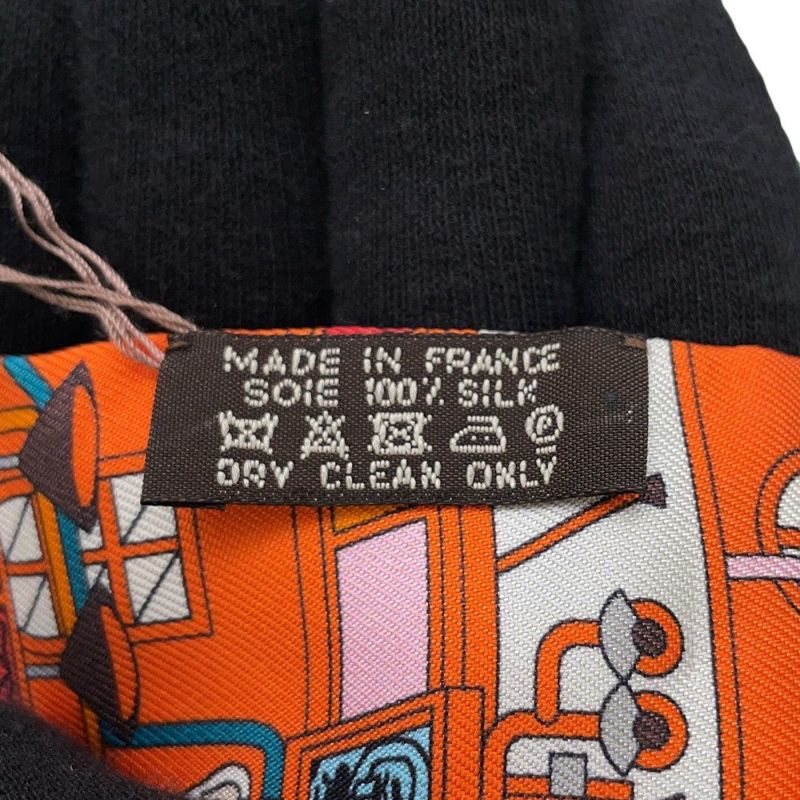 MADE IN FRANCE
SOIE 100% SILK
DRY CLEAN ONLY